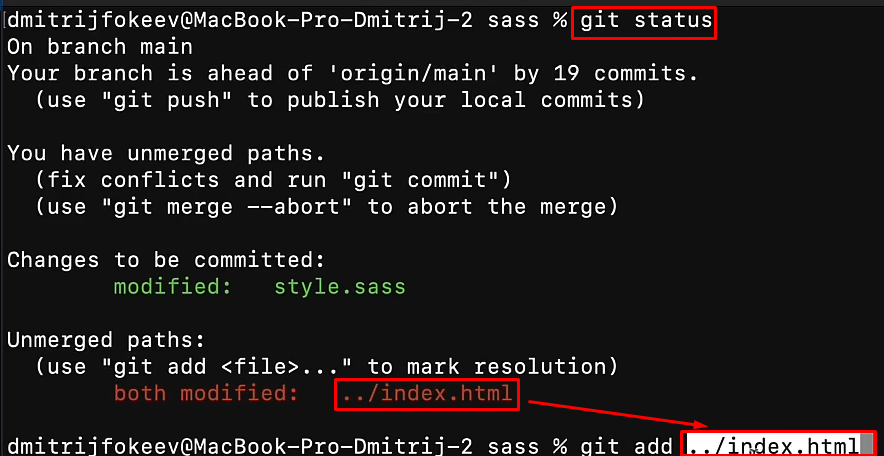 dmitrijfokeev@MacBook-Pro-Dmitrij-2 sass % git status
On branch main
Your branch is ahead of 'origin/main' by 19 commits.
  (use "git push" to publish your local commits)

You have unmerged paths.
  (fix conflicts and run "git commit")
  (use "git merge --abort" to abort the merge)

Changes to be committed:
        modified:   style.sass

Unmerged paths:
  (use "git add <file>..." to mark resolution)
        both modified:   ../index.html

dmitrijfokeev@MacBook-Pro-Dmitrij-2 sass % git add ../index.html